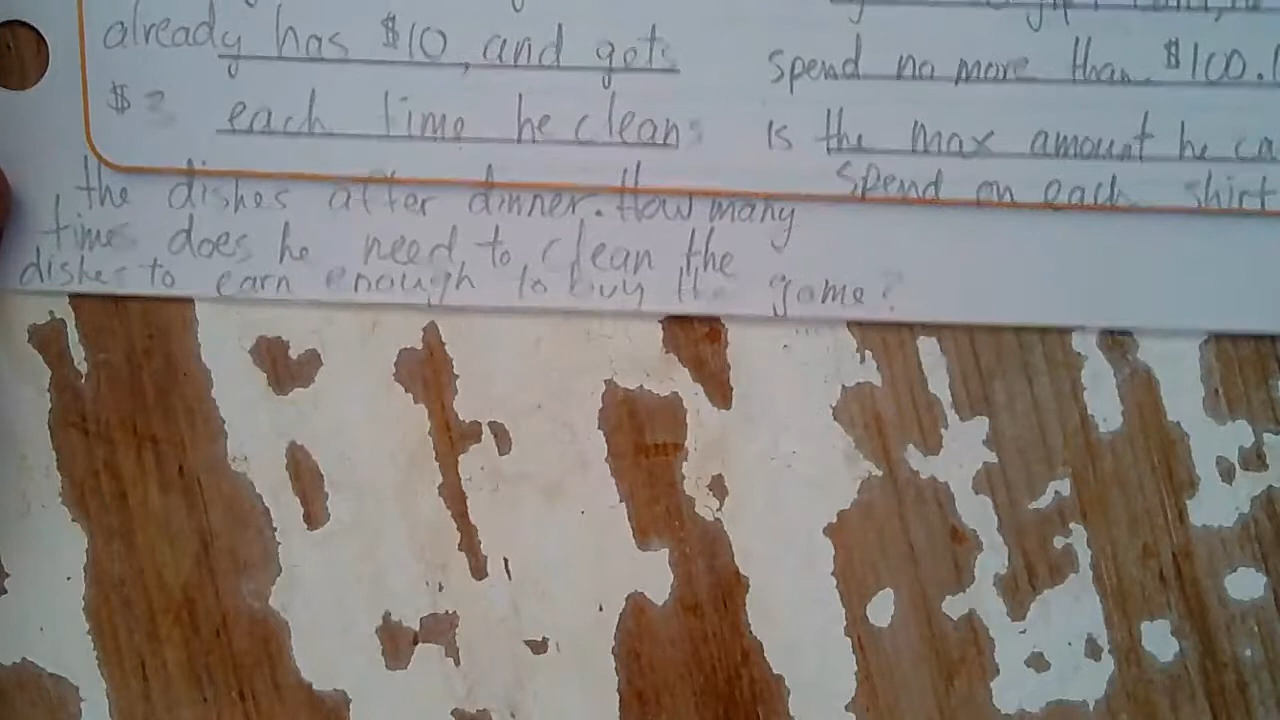 already has $10, and gets
$3 each time he cleans
the dishes after dinner. How many
times does he need to clean the
dishes to earn enough to buy the game?
spend no more than $100.
is the max amount he ca
spend on each shirt